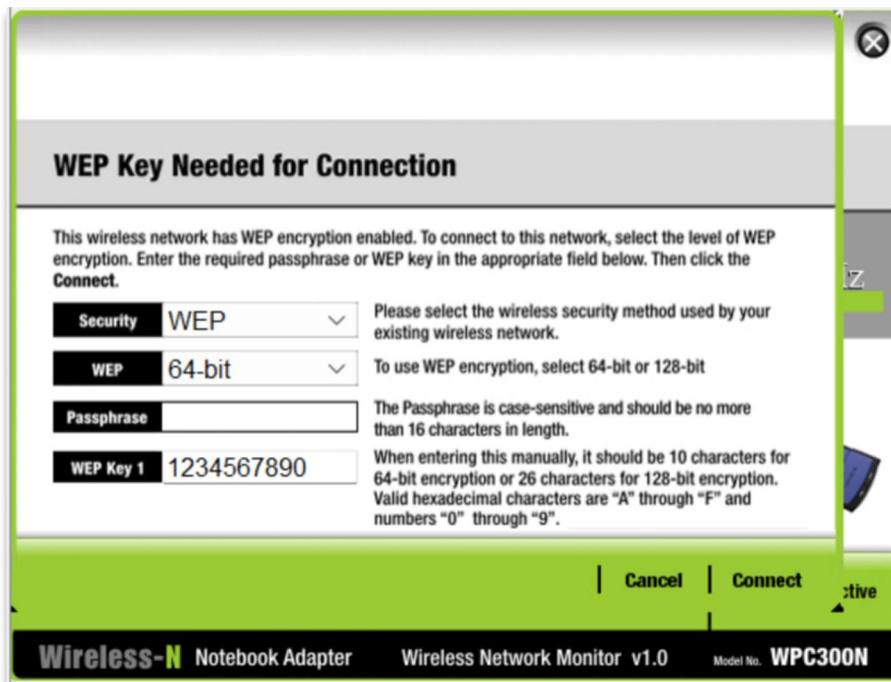 WEP Key Needed for Connection
This wireless network has WEP encryption enabled. To connect to this network, select the level of WEP
encryption. Enter the required passphrase or WEP key in the appropriate field below. Then click the
Connect.
Security WEP Please select the wireless security method used by your
existing wireless network.
WEP 64-bit To use WEP encryption, select 64-bit or 128-bit
Passphrase The Passphrase is case-sensitive and should be no more
than 16 characters in length.
WEP Key 1 1234567890 When entering this manually, it should be 10 characters for
64-bit encryption or 26 characters for 128-bit encryption.
Valid hexadecimal characters are “A” through “F” and
numbers “0” through “9”.
Cancel Connect
Wireless-N Notebook Adapter Wireless Network Monitor v1.0 Model No. WPC300N